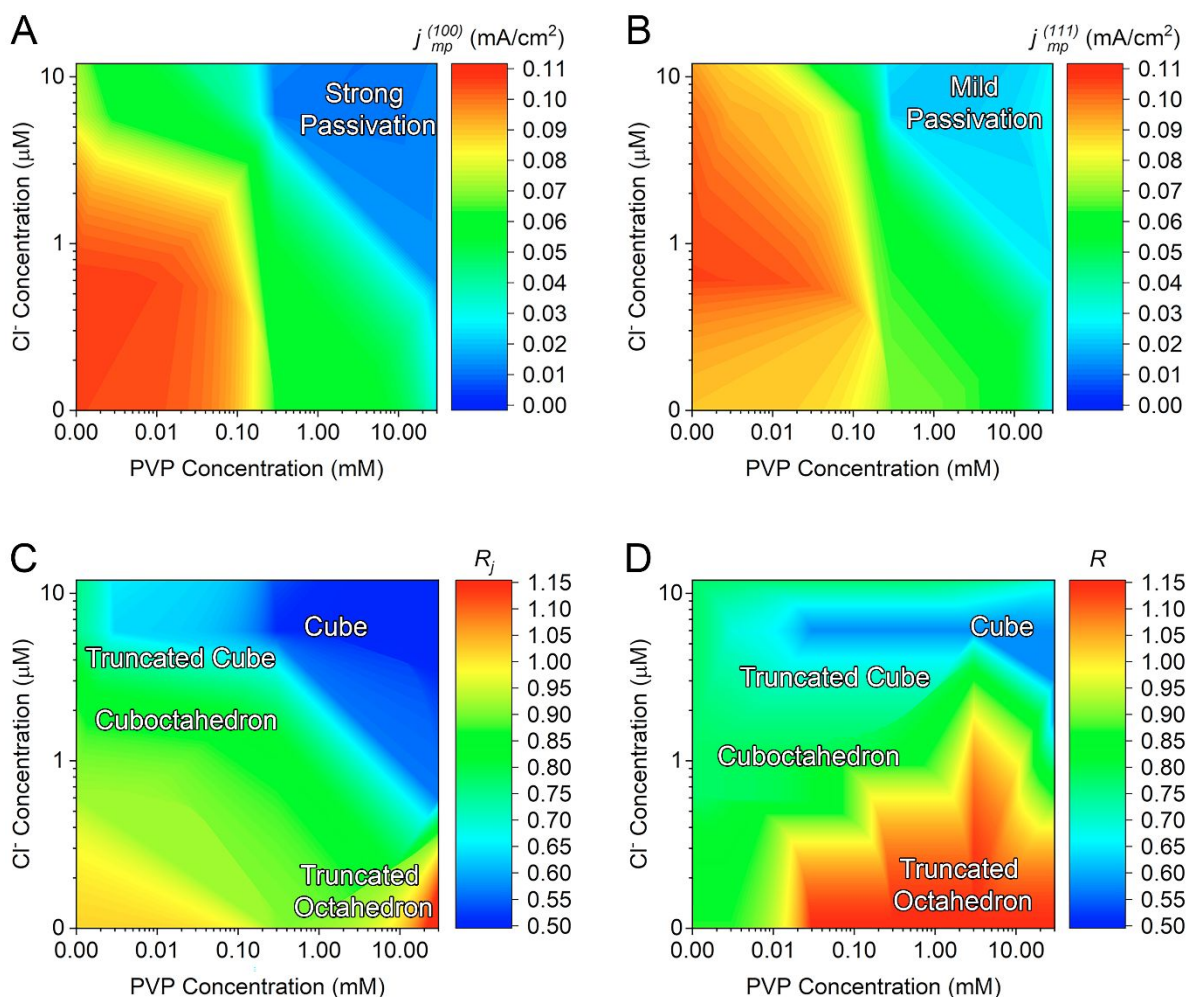 A
j (100) mp (mA/cm²)
10
1
0
Cl⁻ Concentration (μM)
Strong
Passivation
0.00 0.01 0.10 1.00 10.00
PVP Concentration (mM)
0.11
0.10
0.09
0.08
0.07
0.06
0.05
0.04
0.03
0.02
0.01
0.00
B
j (111) mp (mA/cm²)
10
1
0
Cl⁻ Concentration (μM)
Mild
Passivation
0.00 0.01 0.10 1.00 10.00
PVP Concentration (mM)
0.11
0.10
0.09
0.08
0.07
0.06
0.05
0.04
0.03
0.02
0.01
0.00
C
Rj
10
1
0
Cl⁻ Concentration (μM)
Cube
Truncated Cube
Cuboctahedron
Truncated
Octahedron
0.00 0.01 0.10 1.00 10.00
PVP Concentration (mM)
1.15
1.10
1.05
1.00
0.95
0.90
0.85
0.80
0.75
0.70
0.65
0.60
0.55
0.50
D
R
10
1
0
Cl⁻ Concentration (μM)
Cube
Truncated Cube
Cuboctahedron
Truncated
Octahedron
0.00 0.01 0.10 1.00 10.00
PVP Concentration (mM)
1.15
1.10
1.05
1.00
0.95
0.90
0.85
0.80
0.75
0.70
0.65
0.60
0.55
0.50